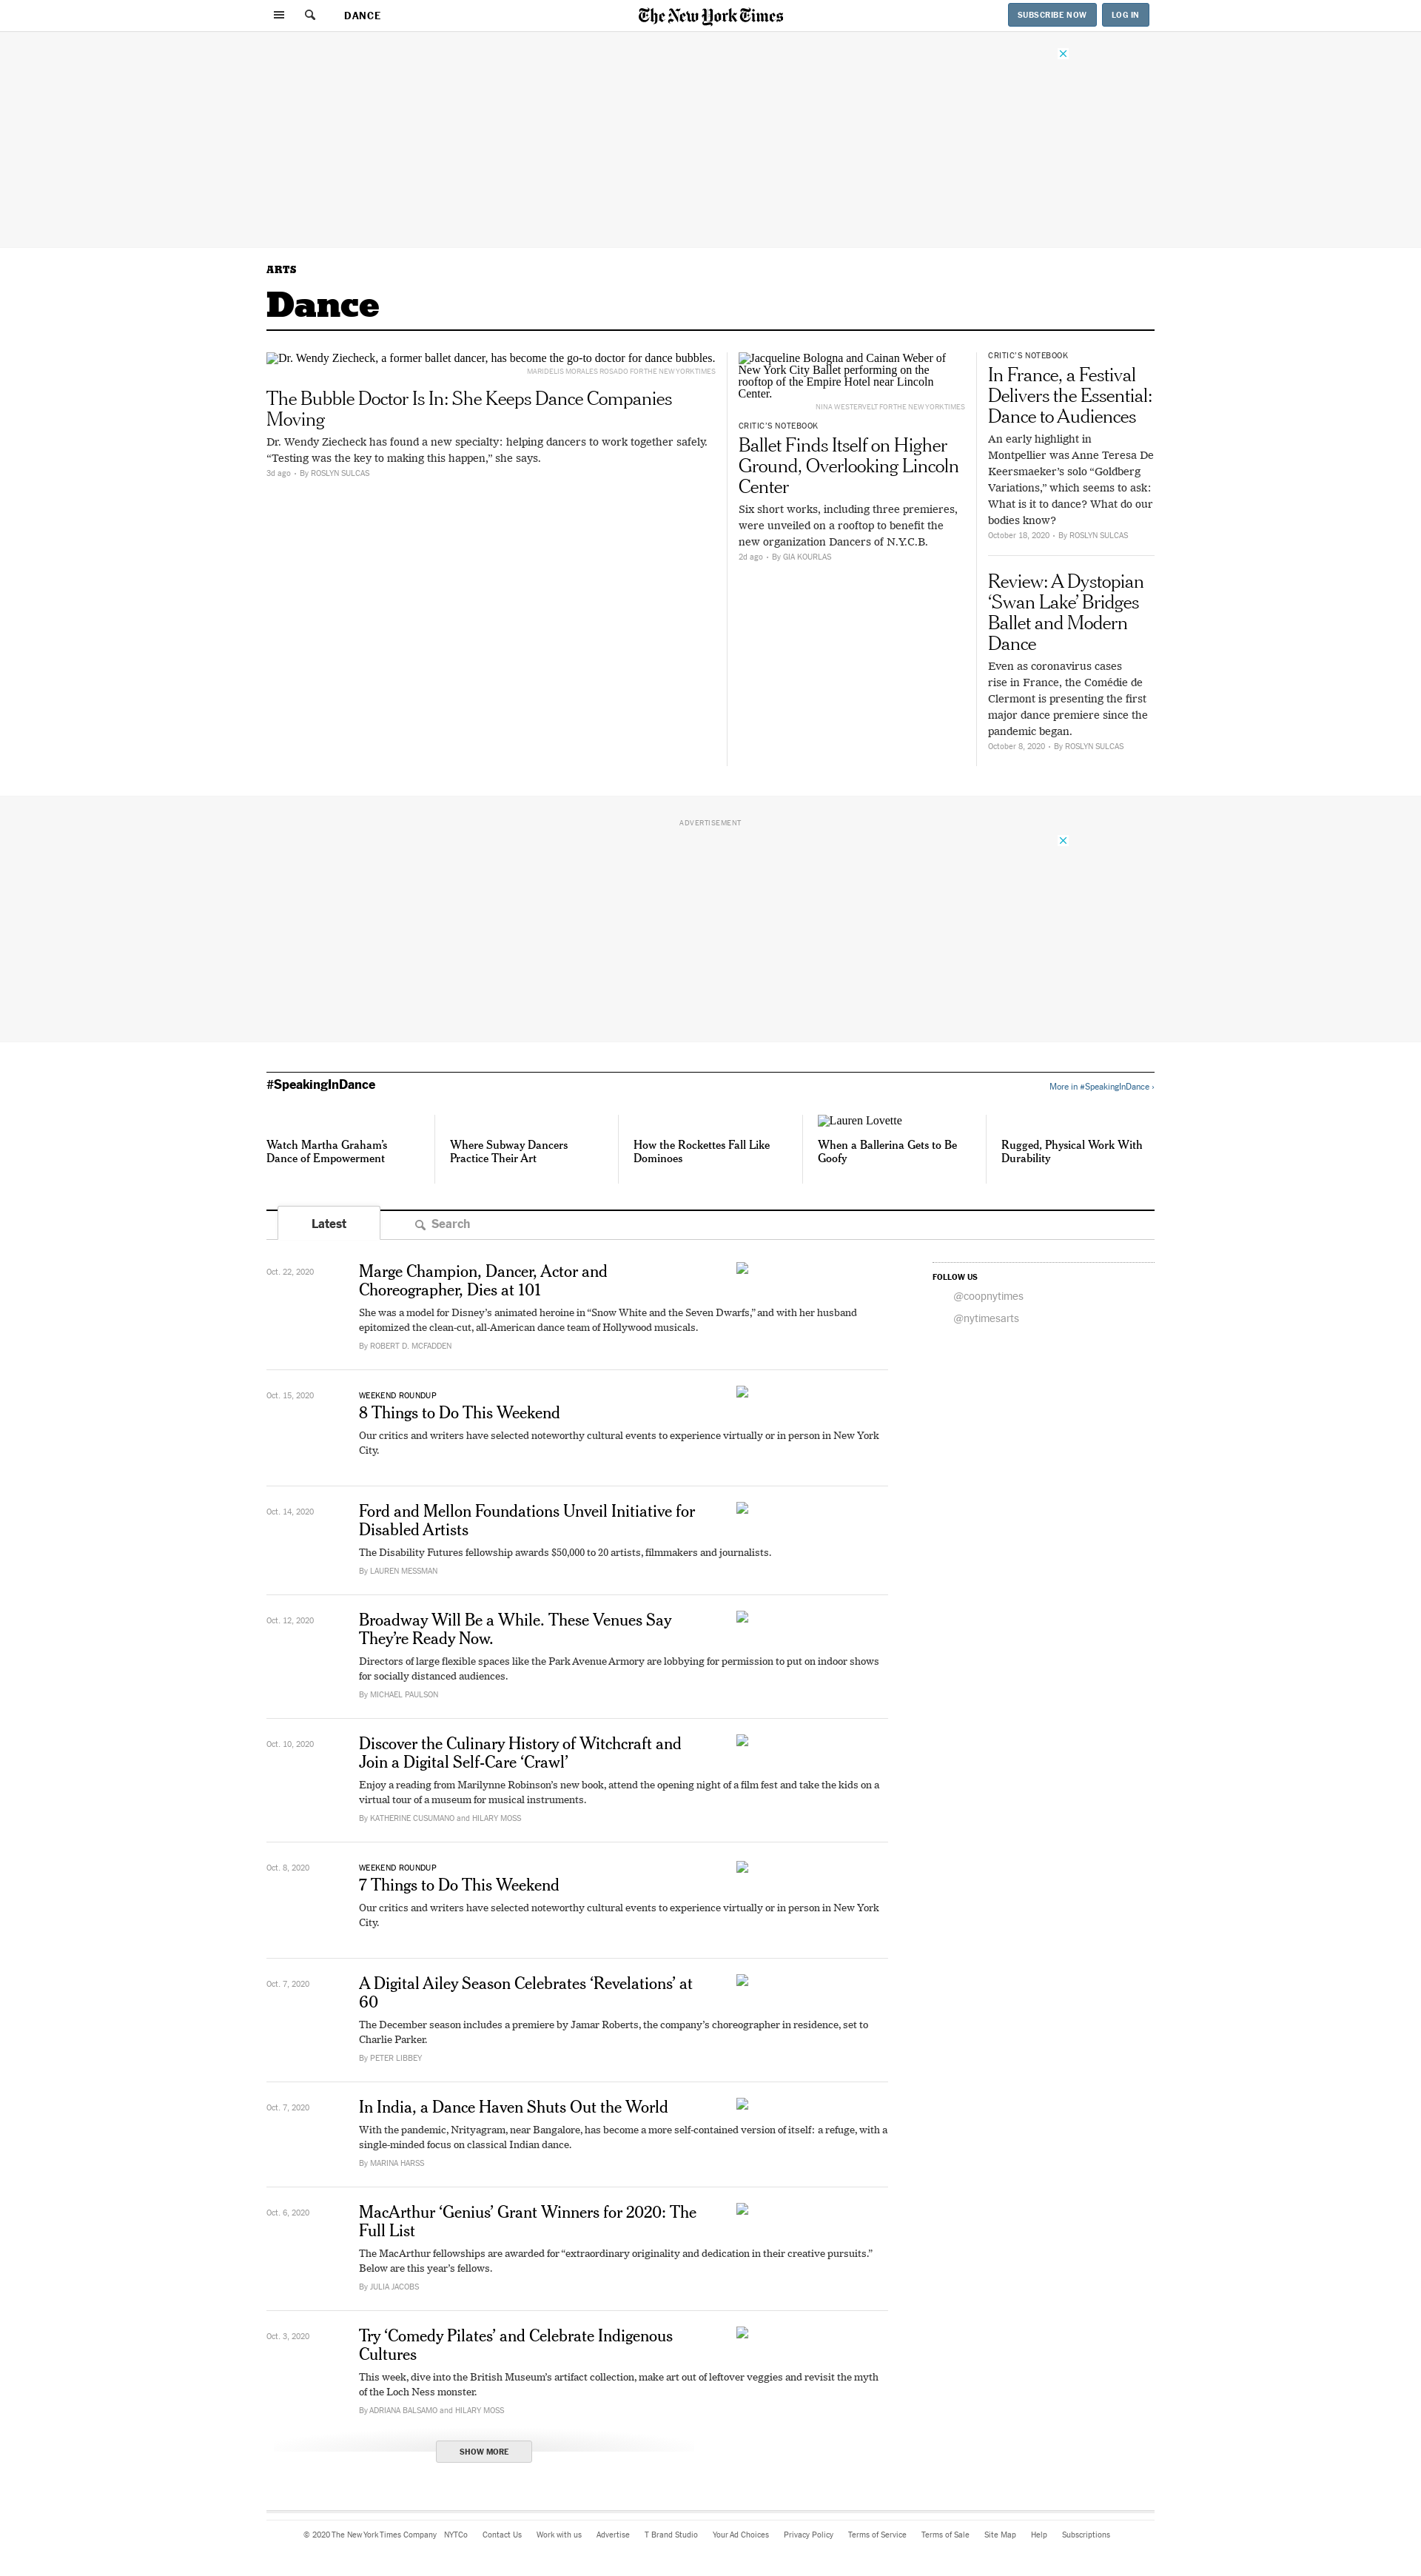 DANCE
The New York Times
SUBSCRIBE NOW
LOG IN
ARTS
Dance
Dr. Wendy Ziecheck, a former ballet dancer, has become the go-to doctor for dance bubbles.
MARIDELIS MORALES ROSADO FOR THE NEW YORK TIMES
The Bubble Doctor Is In: She Keeps Dance Companies
Moving
Dr. Wendy Ziecheck has found a new specialty: helping dancers to work together safely.
“Testing was the key to making this happen,” she says.
3d ago • By ROSLYN SULCAS
Jacqueline Bologna and Cainan Weber of
New York City Ballet performing on the
rooftop of the Empire Hotel near Lincoln
Center.
NINA WESTERVELT FOR THE NEW YORK TIMES
CRITIC’S NOTEBOOK
Ballet Finds Itself on Higher
Ground, Overlooking Lincoln
Center
Six short works, including three premieres,
were unveiled on a rooftop to benefit the
new organization Dancers of N.Y.C.B.
2d ago • By GIA KOURLAS
CRITIC’S NOTEBOOK
In France, a Festival
Delivers the Essential:
Dance to Audiences
An early highlight in
Montpellier was Anne Teresa De
Keersmaeker’s solo “Goldberg
Variations,” which seems to ask:
What is it to dance? What do our
bodies know?
October 18, 2020 • By ROSLYN SULCAS
Review: A Dystopian
‘Swan Lake’ Bridges
Ballet and Modern
Dance
Even as coronavirus cases
rise in France, the Comédie de
Clermont is presenting the first
major dance premiere since the
pandemic began.
October 8, 2020 • By ROSLYN SULCAS
ADVERTISEMENT
#SpeakingInDance
More in #SpeakingInDance ›
Watch Martha Graham’s
Dance of Empowerment
Where Subway Dancers
Practice Their Art
How the Rockettes Fall Like
Dominoes
Lauren Lovette
When a Ballerina Gets to Be
Goofy
Rugged, Physical Work With
Durability
Latest
Search
Oct. 22, 2020
Marge Champion, Dancer, Actor and
Choreographer, Dies at 101
She was a model for Disney’s animated heroine in “Snow White and the Seven Dwarfs,” and with her husband
epitomized the clean-cut, all-American dance team of Hollywood musicals.
By ROBERT D. MCFADDEN
FOLLOW US
@coopnytimes
@nytimesarts
Oct. 15, 2020
WEEKEND ROUNDUP
8 Things to Do This Weekend
Our critics and writers have selected noteworthy cultural events to experience virtually or in person in New York
City.
Oct. 14, 2020
Ford and Mellon Foundations Unveil Initiative for
Disabled Artists
The Disability Futures fellowship awards $50,000 to 20 artists, filmmakers and journalists.
By LAUREN MESSMAN
Oct. 12, 2020
Broadway Will Be a While. These Venues Say
They’re Ready Now.
Directors of large flexible spaces like the Park Avenue Armory are lobbying for permission to put on indoor shows
for socially distanced audiences.
By MICHAEL PAULSON
Oct. 10, 2020
Discover the Culinary History of Witchcraft and
Join a Digital Self-Care ‘Crawl’
Enjoy a reading from Marilynne Robinson’s new book, attend the opening night of a film fest and take the kids on a
virtual tour of a museum for musical instruments.
By KATHERINE CUSUMANO and HILARY MOSS
Oct. 8, 2020
WEEKEND ROUNDUP
7 Things to Do This Weekend
Our critics and writers have selected noteworthy cultural events to experience virtually or in person in New York
City.
Oct. 7, 2020
A Digital Ailey Season Celebrates ‘Revelations’ at
60
The December season includes a premiere by Jamar Roberts, the company’s choreographer in residence, set to
Charlie Parker.
By PETER LIBBEY
Oct. 7, 2020
In India, a Dance Haven Shuts Out the World
With the pandemic, Nrityagram, near Bangalore, has become a more self-contained version of itself: a refuge, with a
single-minded focus on classical Indian dance.
By MARINA HARSS
Oct. 6, 2020
MacArthur ‘Genius’ Grant Winners for 2020: The
Full List
The MacArthur fellowships are awarded for “extraordinary originality and dedication in their creative pursuits.”
Below are this year’s fellows.
By JULIA JACOBS
Oct. 3, 2020
Try ‘Comedy Pilates’ and Celebrate Indigenous
Cultures
This week, dive into the British Museum’s artifact collection, make art out of leftover veggies and revisit the myth
of the Loch Ness monster.
By ADRIANA BALSAMO and HILARY MOSS
SHOW MORE
© 2020 The New York Times Company NYTCo Contact Us Work with us Advertise T Brand Studio Your Ad Choices Privacy Policy Terms of Service Terms of Sale Site Map Help Subscriptions